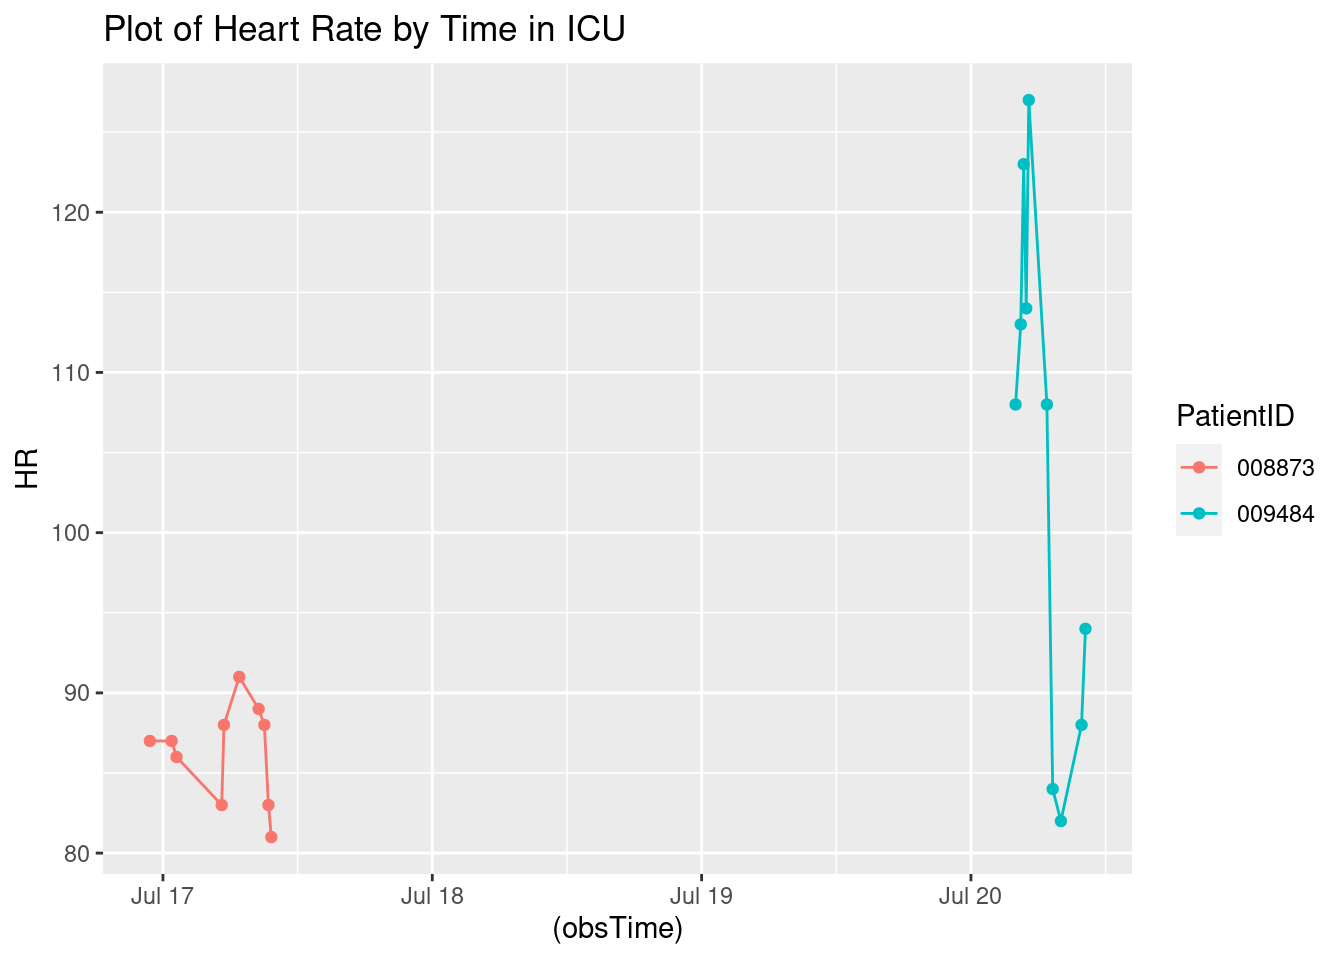 Plot of Heart Rate by Time in ICU
120
110
100
90
80
HR
Jul 17 Jul 18 Jul 19 Jul 20
(obsTime)
PatientID
008873
009484